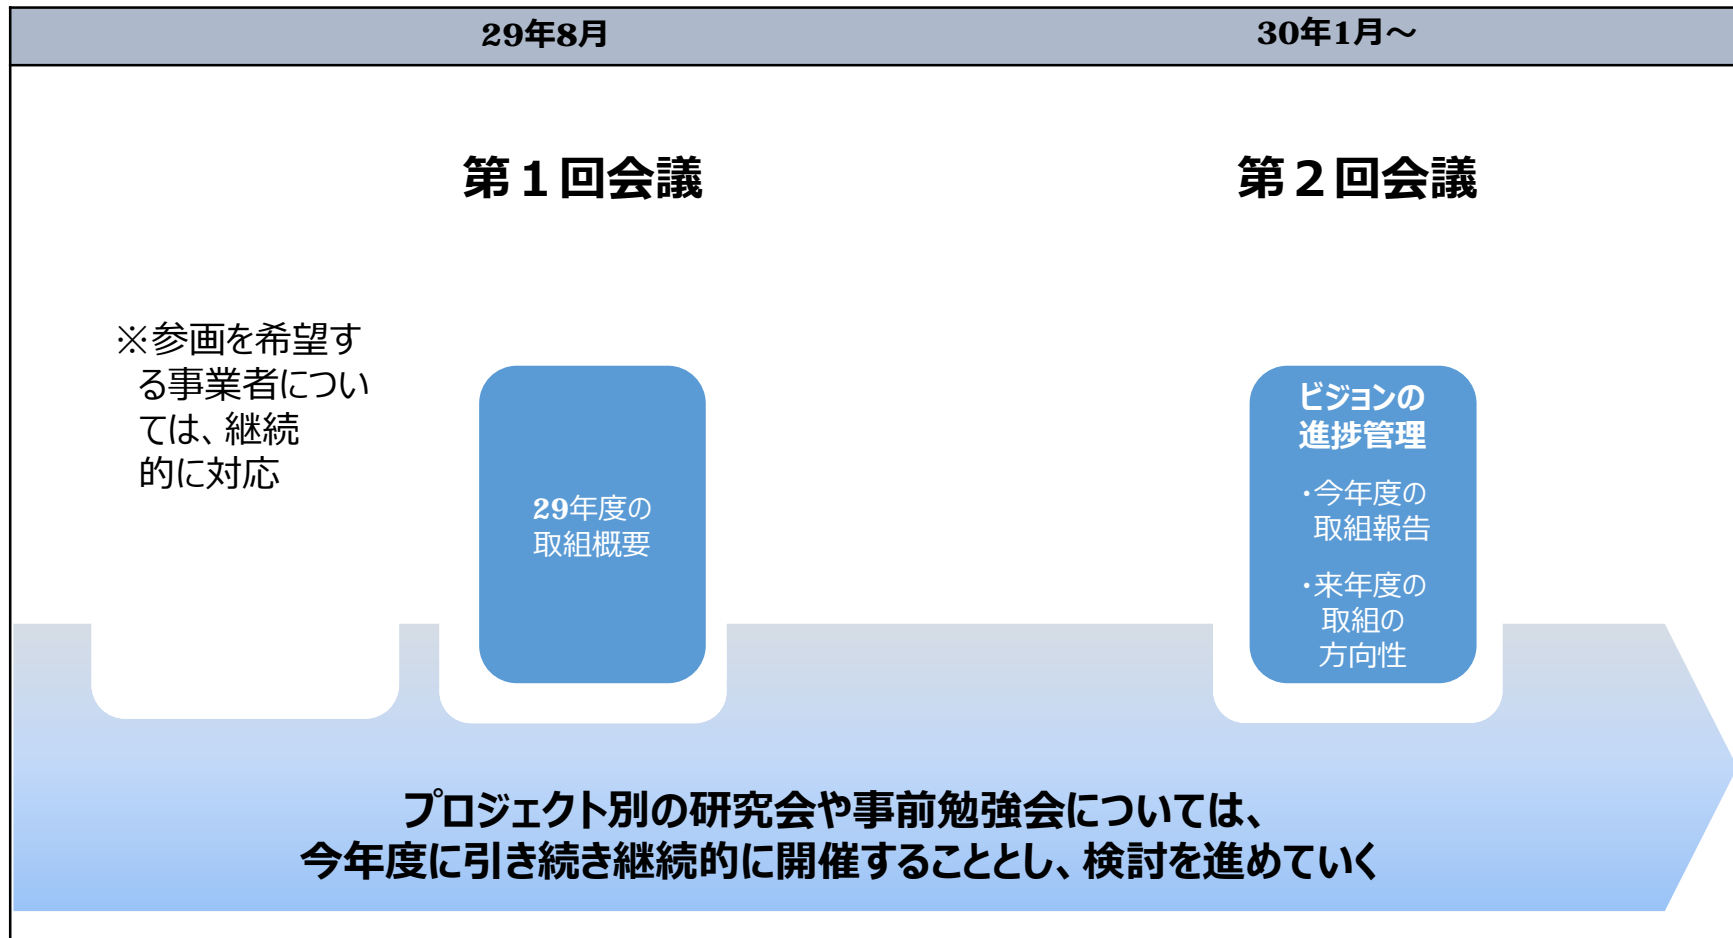 29年8月
30年1月～
第１回会議
第２回会議
※参画を希望す
る事業者につい
ては、継続
的に対応
29年度の
取組概要
ビジョンの
進捗管理
・今年度の
取組報告
・来年度の
取組の
方向性
プロジェクト別の研究会や事前勉強会については、
今年度に引き続き継続的に開催することとし、検討を進めていく